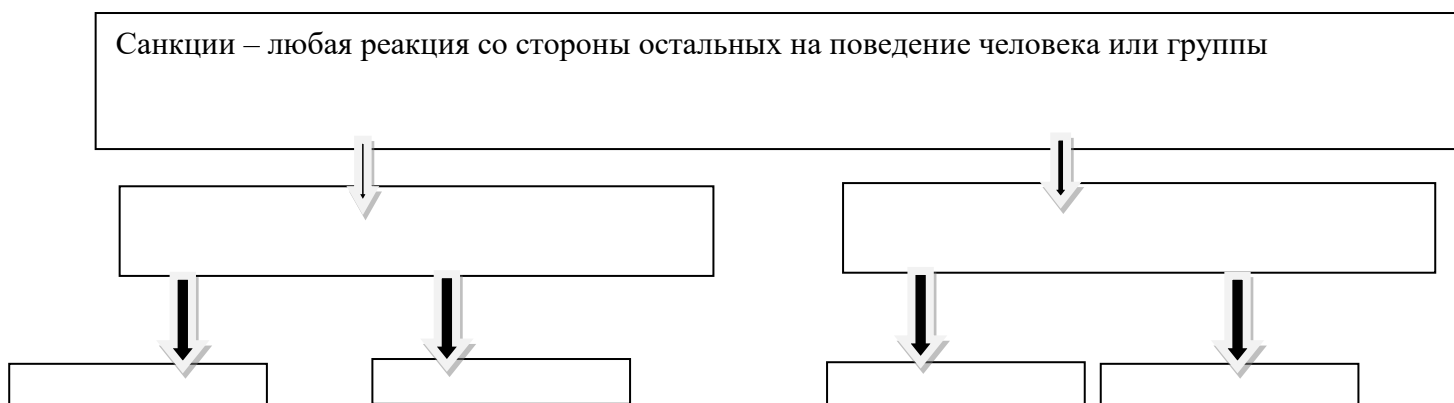 Санкции – любая реакция со стороны остальных на поведение человека или группы